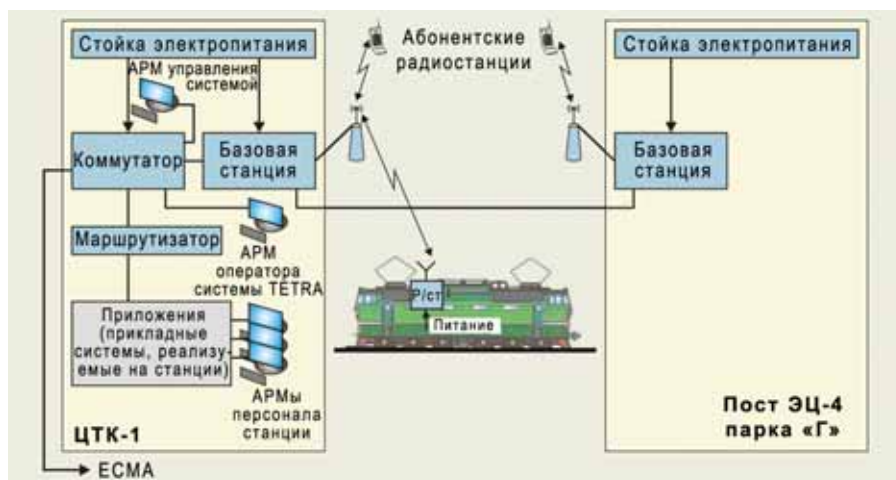 Стойка электропитания
АРМ управления
системой
Коммутатор
Базовая
станция
Маршрутизатор
АРМ
оператора
системы TETRA
Приложения
(прикладные
системы, реализу-
емые на станции)
АРМы
персонала
станции
ЦТК-1
ЕСМА
Абонентские
радиостанции
Р/ст
Питание
Стойка электропитания
Базовая
станция
Пост ЭЦ-4
парка «Г»